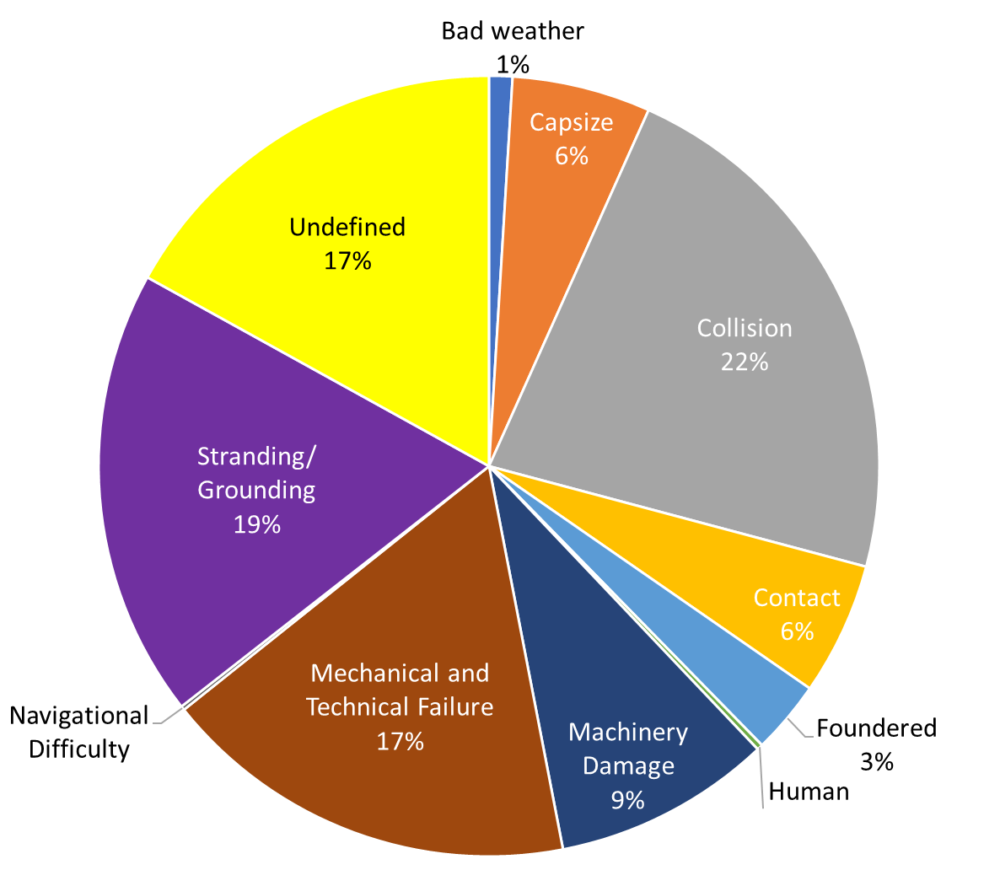 Bad weather
1%
Capsize
6%
Collision
22%
Contact
6%
Foundered
3%
Human
Machinery
Damage
9%
Mechanical and
Technical Failure
17%
Navigational
Difficulty
Stranding/
Grounding
19%
Undefined
17%